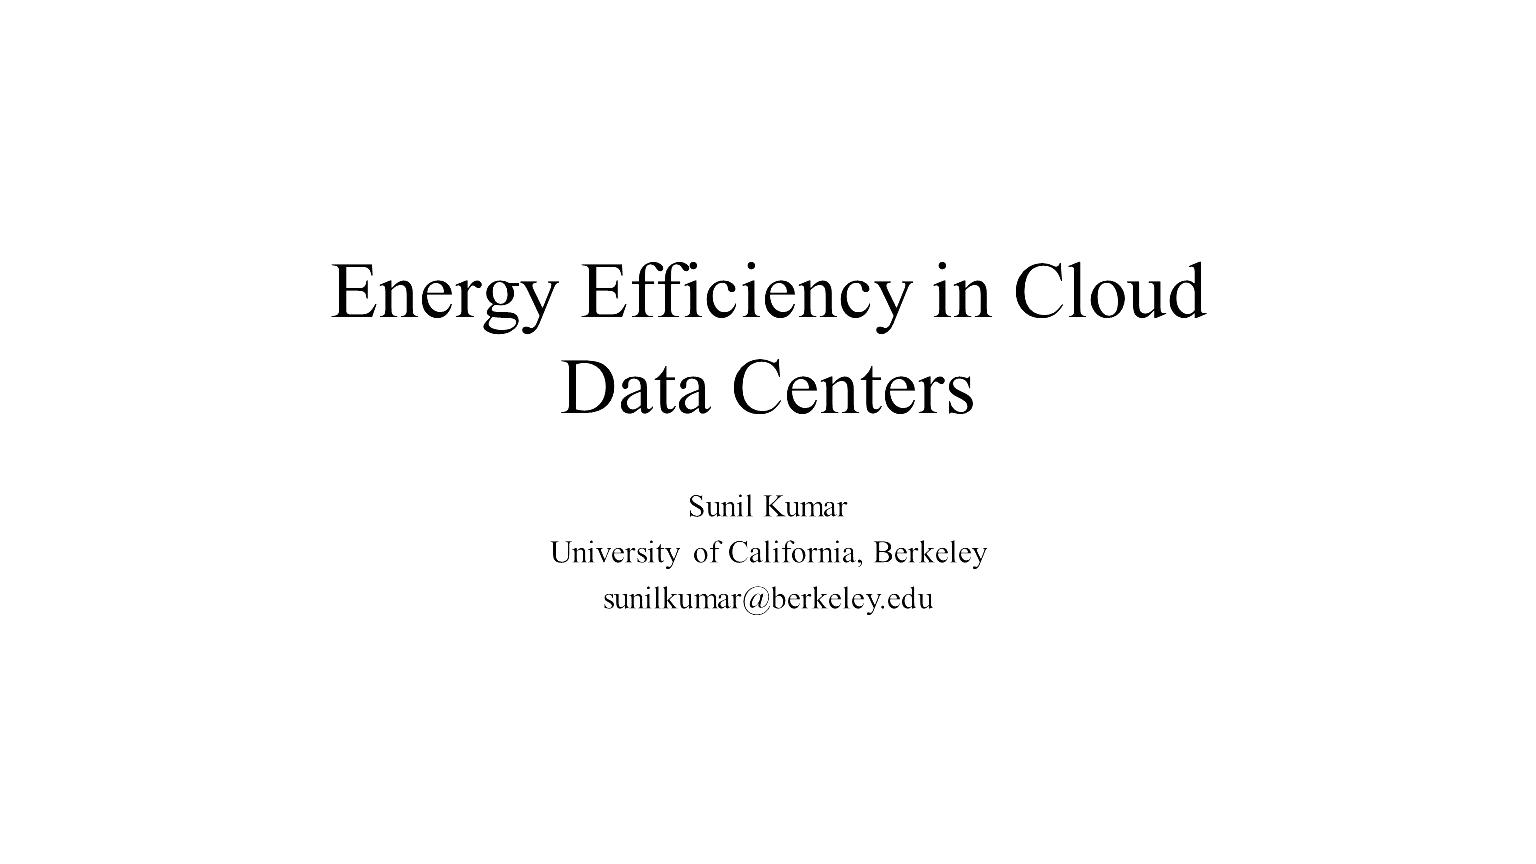 Energy Efficiency in Cloud
Data Centers
Sunil Kumar
University of California, Berkeley
sunilkumar@berkeley.edu